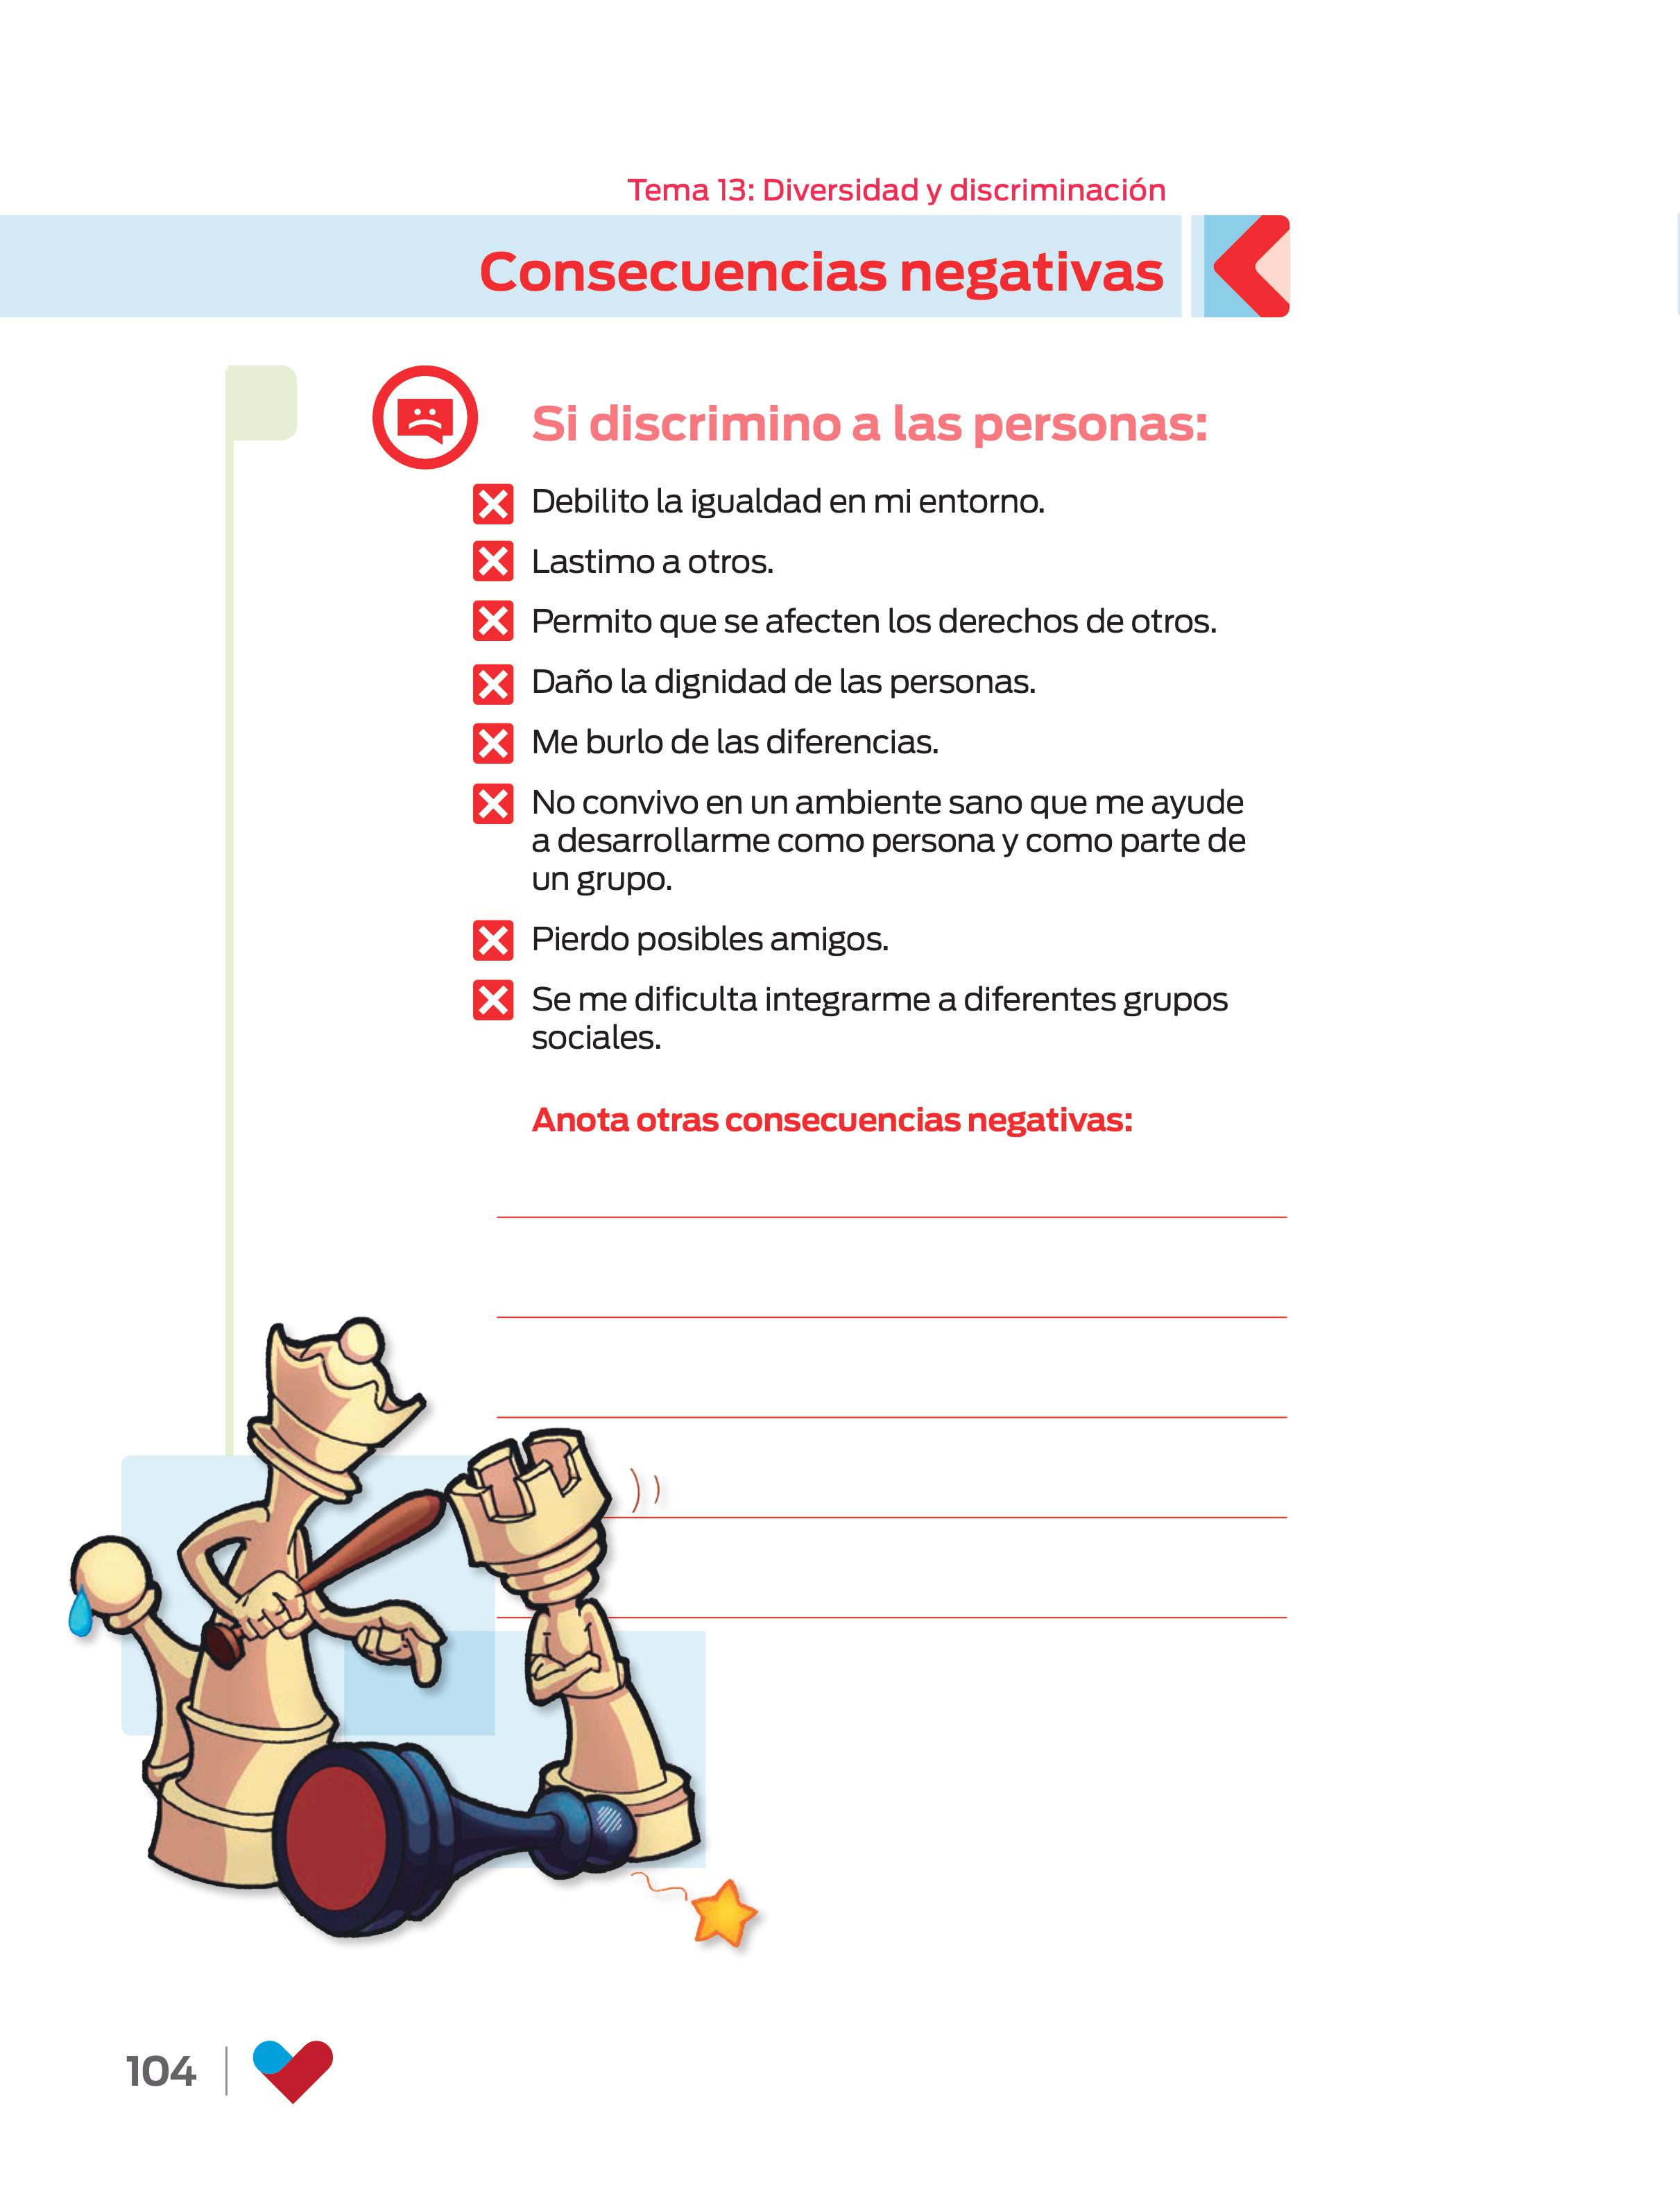 Tema 13: Diversidad y discriminación
Consecuencias negativas
Si discrimino a las personas:
Debilito la igualdad en mi entorno.
Lastimo a otros.
Permito que se afecten los derechos de otros.
Daño la dignidad de las personas.
Me burlo de las diferencias.
No convivo en un ambiente sano que me ayude
a desarrollarme como persona y como parte de
un grupo.
Pierdo posibles amigos.
Se me dificulta integrarme a diferentes grupos
sociales.
Anota otras consecuencias negativas:
104